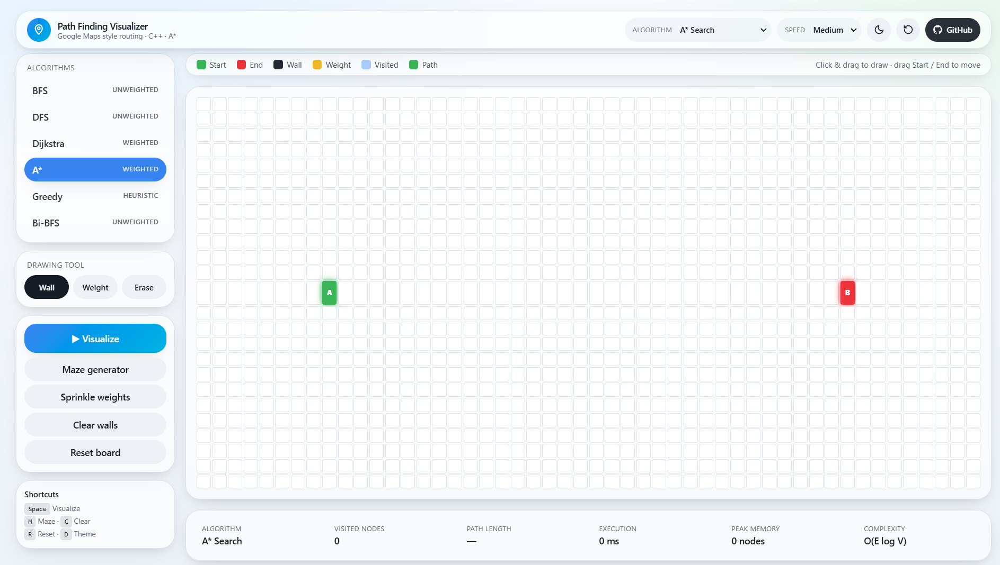 Path Finding Visualizer
Google Maps style routing · C++ · A*
ALGORITHM A* Search
SPEED Medium
GitHub
ALGORITHMS
BFS UNWEIGHTED
DFS UNWEIGHTED
Dijkstra WEIGHTED
A* WEIGHTED
Greedy HEURISTIC
Bi-BFS UNWEIGHTED
DRAWING TOOL
Wall Weight Erase
▶ Visualize
Maze generator
Sprinkle weights
Clear walls
Reset board
Shortcuts
Space Visualize
M Maze · C Clear
R Reset · D Theme
Start End Wall Weight Visited Path
Click & drag to draw · drag Start / End to move
A
B
ALGORITHM
A* Search
VISITED NODES
0
PATH LENGTH
—
EXECUTION
0 ms
PEAK MEMORY
0 nodes
COMPLEXITY
O(E log V)